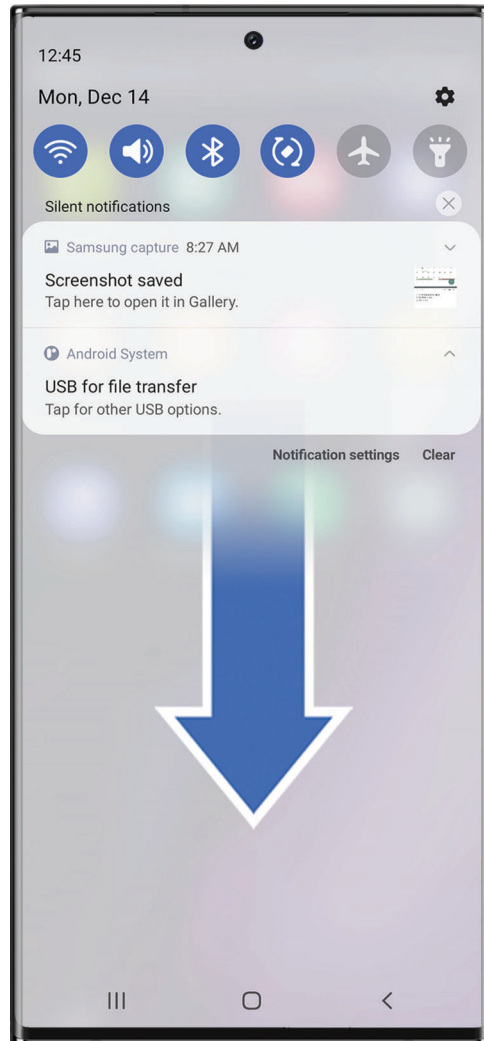 12:45
Mon, Dec 14
Silent notifications
Samsung capture 8:27 AM
Screenshot saved
Tap here to open it in Gallery.
Android System
USB for file transfer
Tap for other USB options.
Notification settings Clear